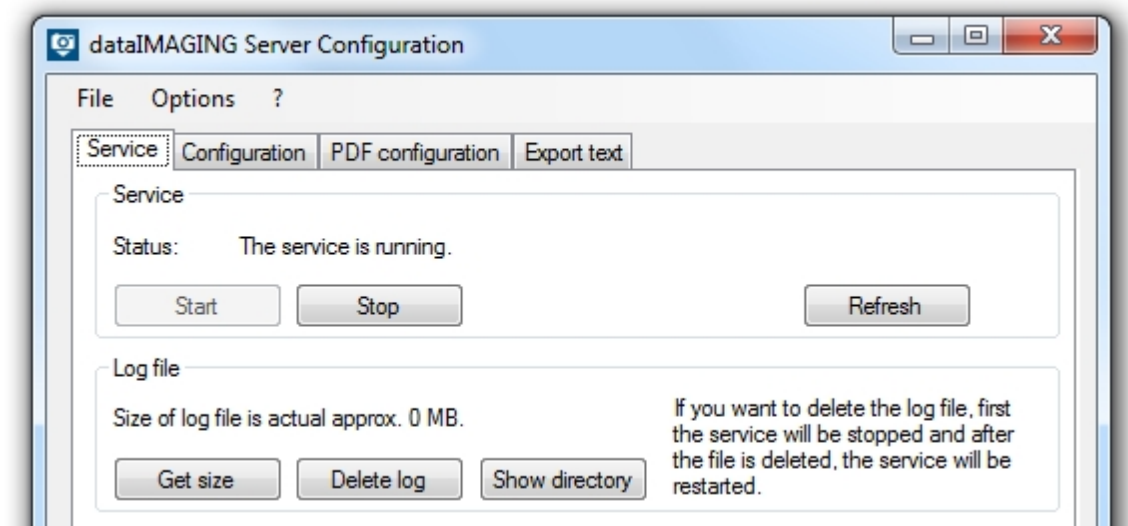 dataIMAGING Server Configuration
File Options ?
Service Configuration PDF configuration Export text
Service
Status: The service is running.
Start Stop Refresh
Log file
Size of log file is actual approx. 0 MB.
If you want to delete the log file, first
the service will be stopped and after
the file is deleted, the service will be
restarted.
Get size Delete log Show directory